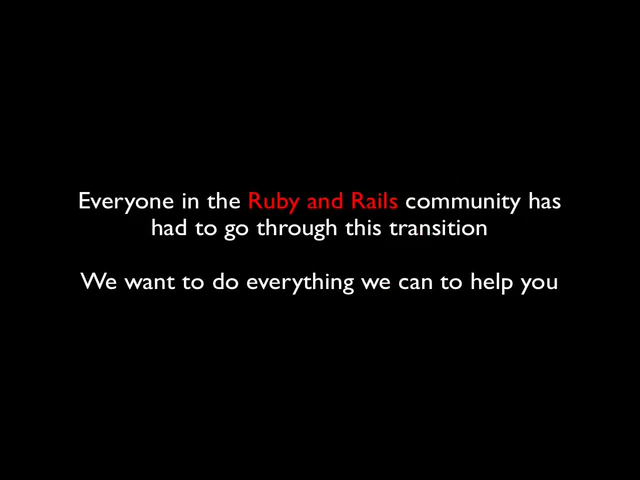 Everyone in the Ruby and Rails community has
had to go through this transition
We want to do everything we can to help you